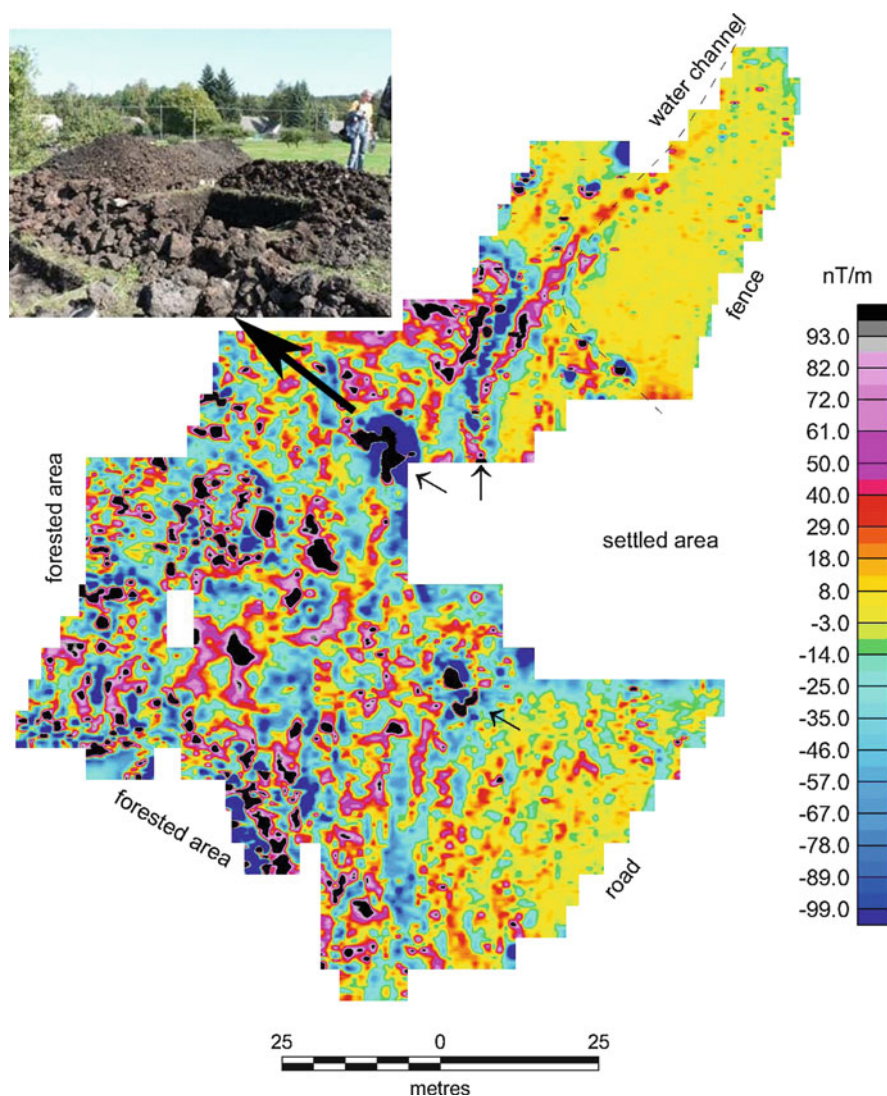 water channel
fence
nT/m
93.0
82.0
72.0
61.0
50.0
40.0
29.0
18.0
8.0
-3.0
-14.0
-25.0
-35.0
-46.0
-57.0
-67.0
-78.0
-89.0
-99.0
forested area
settled area
forested area
road
25 0 25
metres